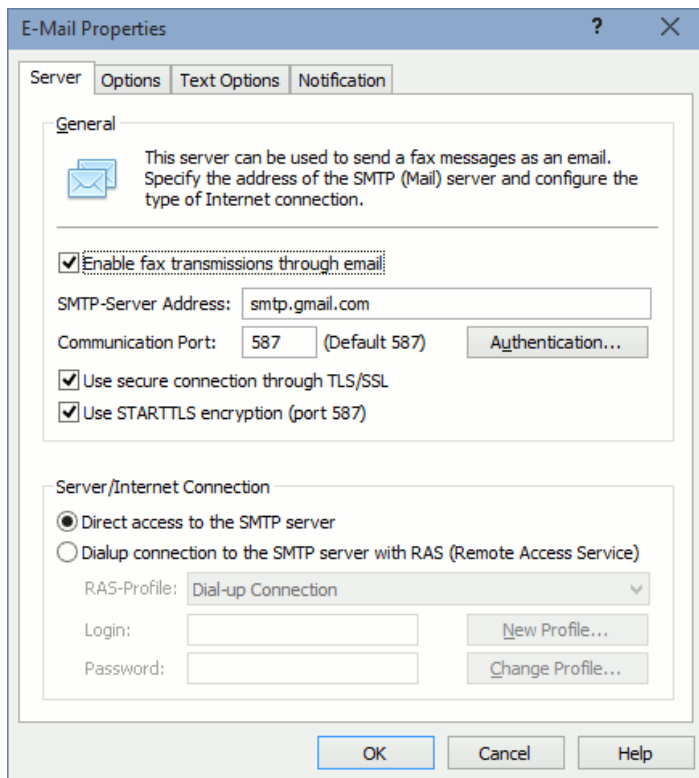 E-Mail Properties
?
Server Options Text Options Notification
General
This server can be used to send a fax messages as an email.
Specify the address of the SMTP (Mail) server and configure the
type of Internet connection.
Enable fax transmissions through email
SMTP-Server Address: smtp.gmail.com
Communication Port: 587 (Default 587) Authentication...
Use secure connection through TLS/SSL
Use STARTTLS encryption (port 587)
Server/Internet Connection
Direct access to the SMTP server
Dialup connection to the SMTP server with RAS (Remote Access Service)
RAS-Profile: Dial-up Connection
Login: New Profile...
Password: Change Profile...
OK Cancel Help